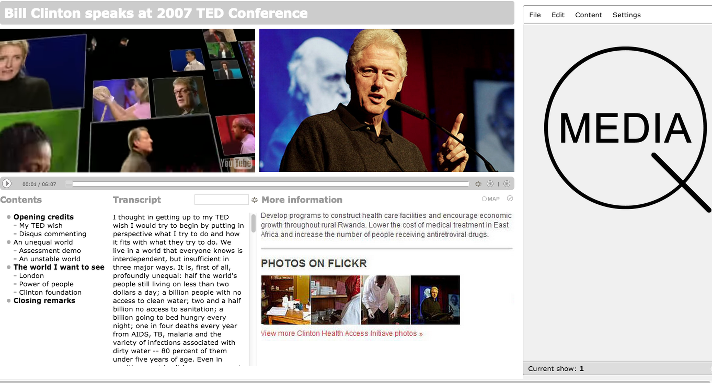 Bill Clinton speaks at 2007 TED Conference
File Edit Content Settings
MEDIA
You Tube
00:01 / 06:07
Contents
Opening credits
- My TED wish
- Disqus commenting
An unequal world
- Assessment demo
- An unstable world
The world I want to see
- London
- Power of people
- Clinton foundation
Closing remarks
Transcript
I thought in getting up to my TED
wish I would try to begin by putting in
perspective what I try to do and how
it fits with what they try to do. We
live in a world that everyone knows is
interdependent, but insufficient in
three major ways. It is, first of all,
profoundly unequal: half the world's
people still living on less than two
dollars a day; a billion people with no
access to clean water; two and a half
billion no access to sanitation; a
billion going to bed hungry every
night; one in four deaths every year
from AIDS, TB, malaria and the
variety of infections associated with
dirty water -- 80 percent of them
under five years of age. Even in
More information
MAP
Develop programs to construct health care facilities and encourage economic
growth throughout rural Rwanda. Lower the cost of medical treatment in East
Africa and increase the number of people receiving antiretroviral drugs.
PHOTOS ON FLICKR
View more Clinton Health Access Initiave photos »
Current show: 1